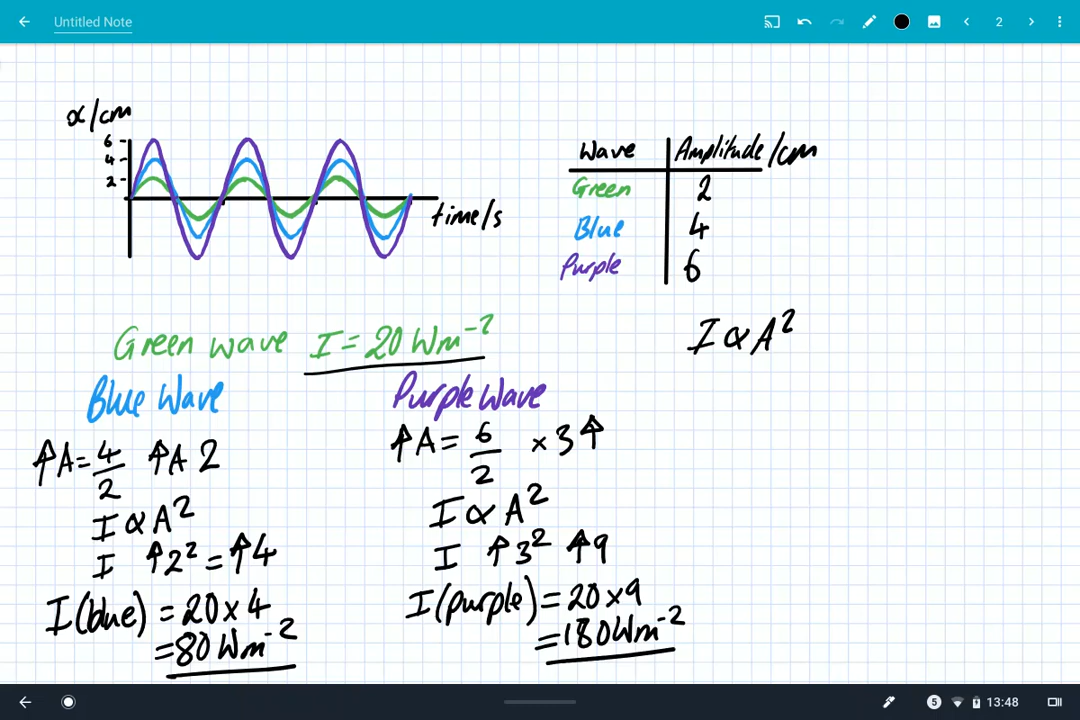 Untitled Note
2
x/cm
6
4
2
time/s
Wave Amplitude/cm
Green 2
Blue 4
Purple 6
Green wave I = 20 Wm⁻²
I ∝ A²
Blue Wave
↑A = 4/2 ↑A 2
I ∝ A²
I ↑2² = ↑4
I(blue) = 20 × 4
= 80 Wm⁻²
Purple Wave
↑A = 6/2 × 3↑
I ∝ A²
I ↑3² ↑9
I(purple) = 20 × 9
= 180 Wm⁻²
5 13:48